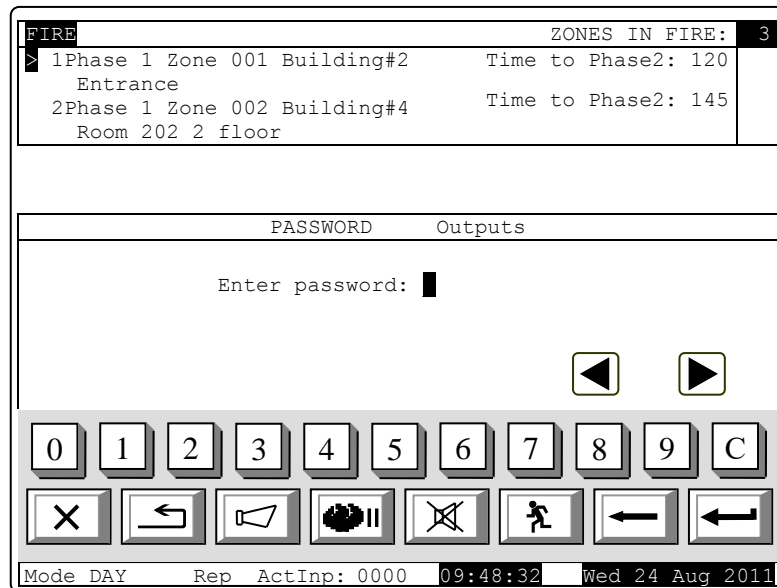 FIRE ZONES IN FIRE: 3
> 1Phase 1 Zone 001 Building#2 Time to Phase2: 120
Entrance
2Phase 1 Zone 002 Building#4 Time to Phase2: 145
Room 202 2 floor
PASSWORD Outputs
Enter password:
0 1 2 3 4 5 6 7 8 9 C
Mode DAY Rep ActInp: 0000 09:48:32 Wed 24 Aug 2011